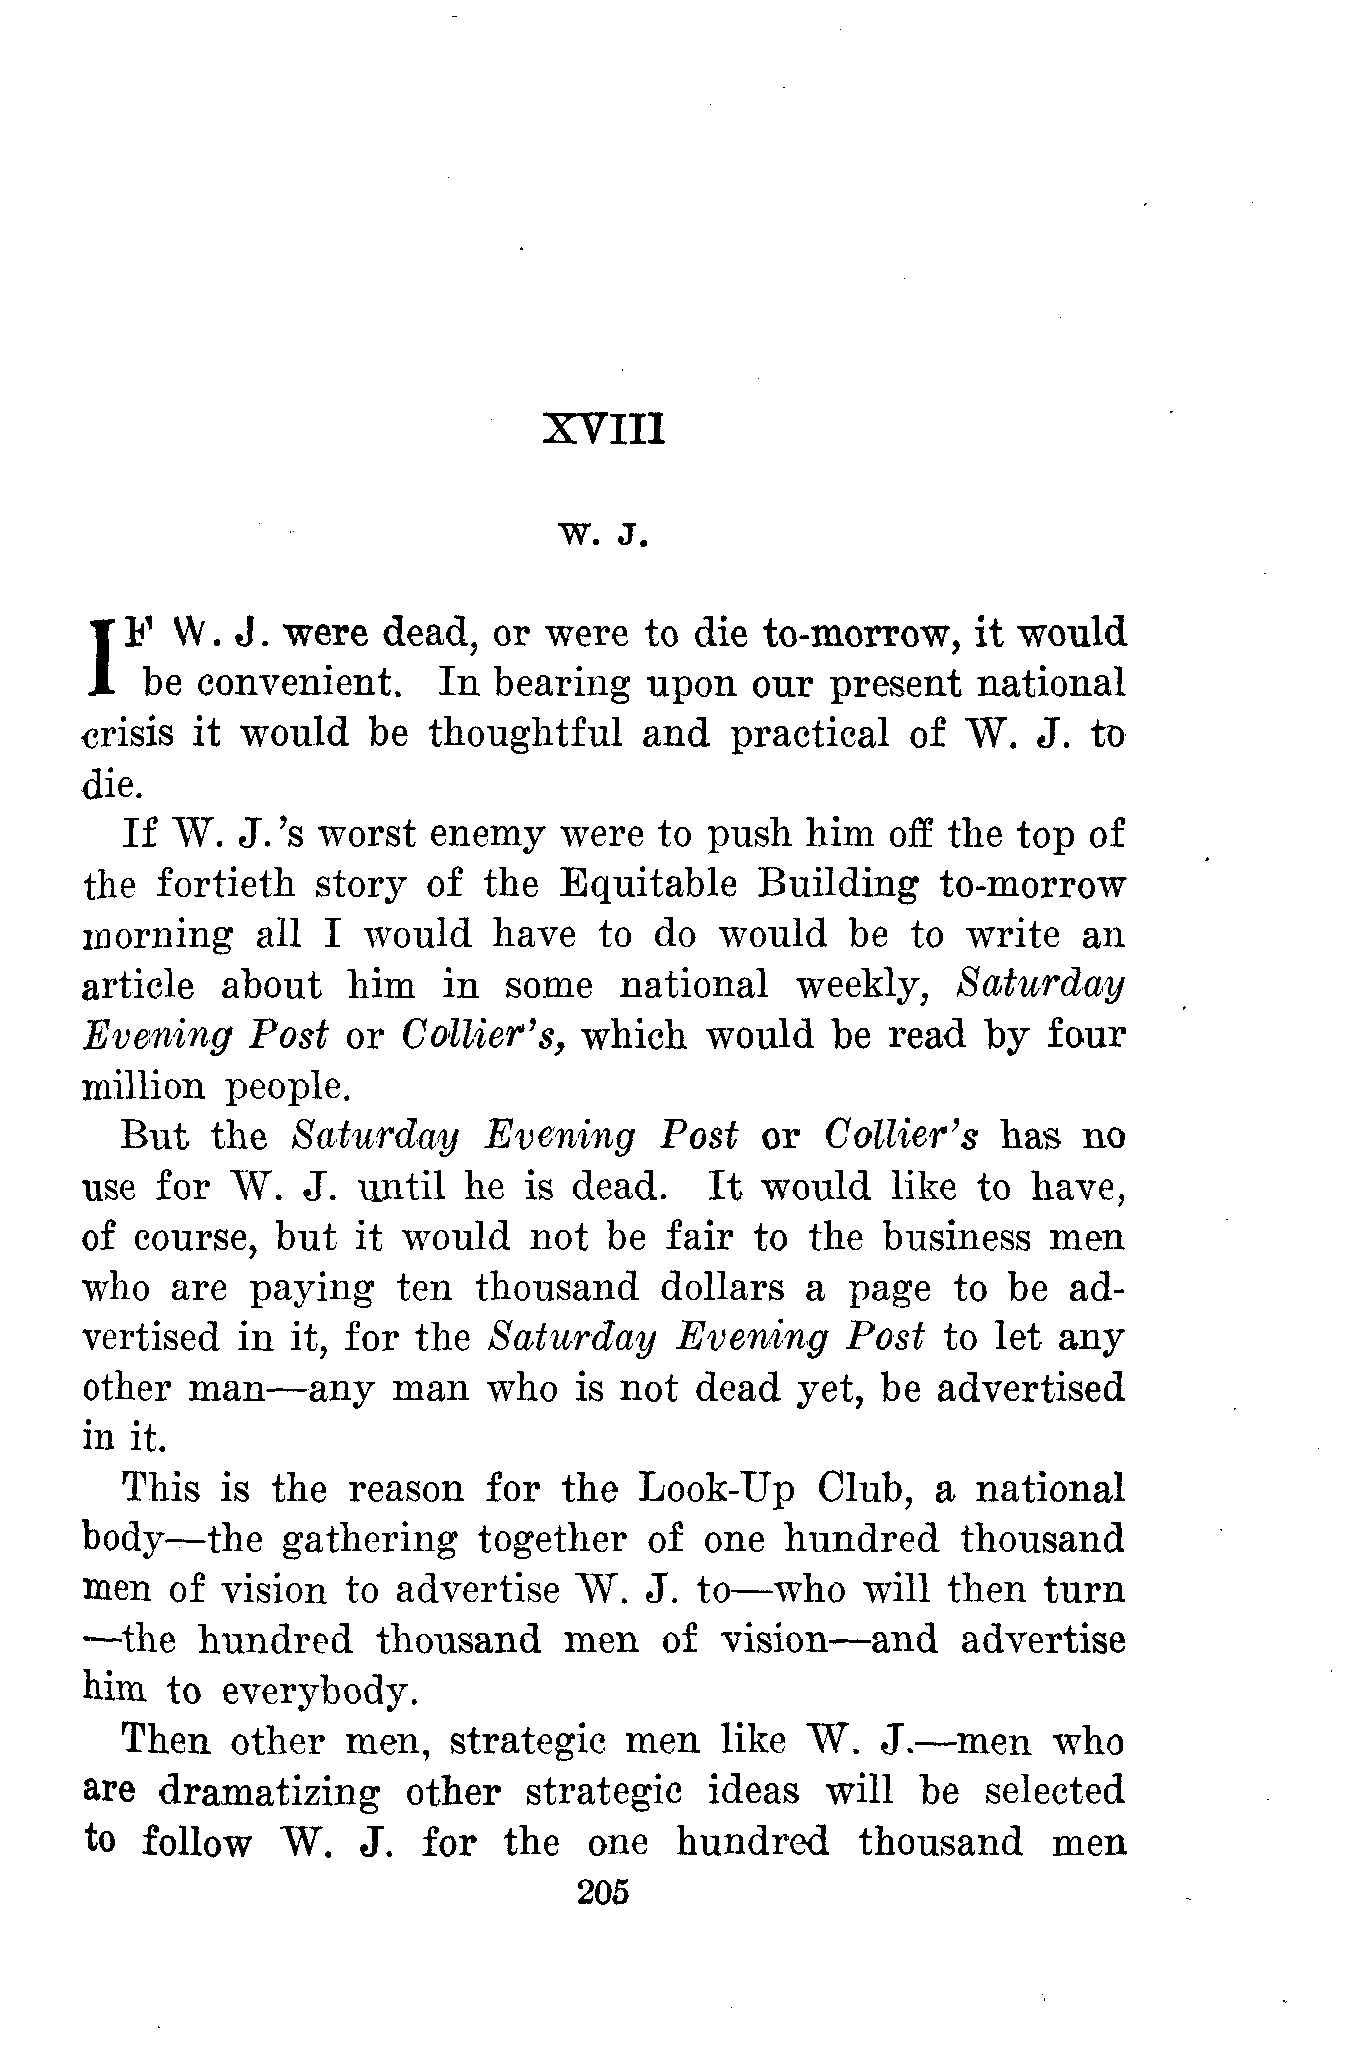 XVIII
W. J.
IF W. J. were dead, or were to die to-morrow, it would
be convenient. In bearing upon our present national
crisis it would be thoughtful and practical of W. J. to
die.
If W. J.'s worst enemy were to push him off the top of
the fortieth story of the Equitable Building to-morrow
morning all I would have to do would be to write an
article about him in some national weekly, Saturday
Evening Post or Collier's, which would be read by four
million people.
But the Saturday Evening Post or Collier's has no
use for W. J. until he is dead. It would like to have,
of course, but it would not be fair to the business men
who are paying ten thousand dollars a page to be ad-
vertised in it, for the Saturday Evening Post to let any
other man—any man who is not dead yet, be advertised
in it.
This is the reason for the Look-Up Club, a national
body—the gathering together of one hundred thousand
men of vision to advertise W. J. to—who will then turn
—the hundred thousand men of vision—and advertise
him to everybody.
Then other men, strategic men like W. J.—men who
are dramatizing other strategic ideas will be selected
to follow W. J. for the one hundred thousand men
205